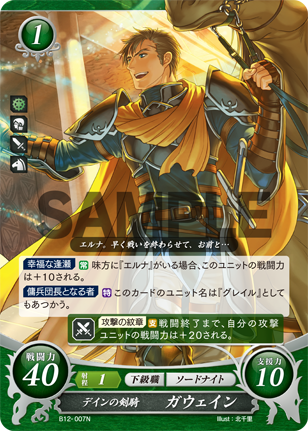 1
SAMPLE
エルナ。早く戦いを終わらせて、お前と…
幸福な逢瀬 常 味方に『エルナ』がいる場合、このユニットの戦闘力
は+10される。
傭兵団長となる者 特 このカードのユニット名は『グレイル』として
もあつかう。
攻撃の紋章 支 戦闘終了まで、自分の攻撃
ユニットの戦闘力は+20される。
戦闘力
40
射程 1 下級職 ソードナイト
デインの剣騎 ガウェイン
支援力
10
B12-007N
Illust:北千里